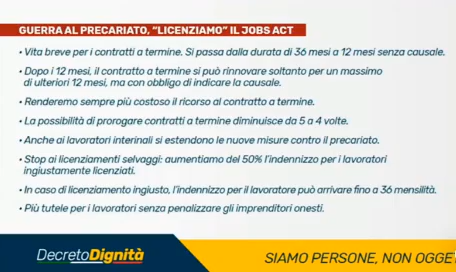 GUERRA AL PRECARIATO, "LICENZIAMO" IL JOBS ACT
• Vita breve per i contratti a termine. Si passa dalla durata di 36 mesi a 12 mesi senza causale.
• Dopo i 12 mesi, il contratto a termine si può rinnovare soltanto per un massimo
di ulteriori 12 mesi, ma con obbligo di indicare la causale.
• Renderemo sempre più costoso il ricorso al contratto a termine.
• La possibilità di prorogare contratti a termine diminuisce da 5 a 4 volte.
• Anche ai lavoratori interinali si estendono le nuove misure contro il precariato.
• Stop ai licenziamenti selvaggi: aumentiamo del 50% l'indennizzo per i lavoratori
ingiustamente licenziati.
• In caso di licenziamento ingiusto, l'indennizzo per il lavoratore può arrivare fino a 36 mensilità.
• Più tutele per i lavoratori senza penalizzare gli imprenditori onesti.
DecretoDignità
SIAMO PERSONE, NON OGGET